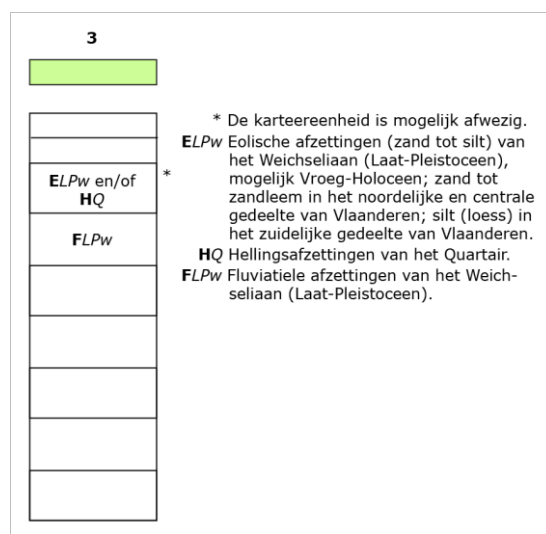 3
ELPw en/of
HQ
*
FLPw
* De karteereenheid is mogelijk afwezig.
ELPw Eolische afzettingen (zand tot silt) van
het Weichseliaan (Laat-Pleistoceen),
mogelijk Vroeg-Holoceen; zand tot
zandleem in het noordelijke en centrale
gedeelte van Vlaanderen; silt (loess) in
het zuidelijke gedeelte van Vlaanderen.
HQ Hellingsafzettingen van het Quartair.
FLPw Fluviatiele afzettingen van het Weich-
seliaan (Laat-Pleistoceen).